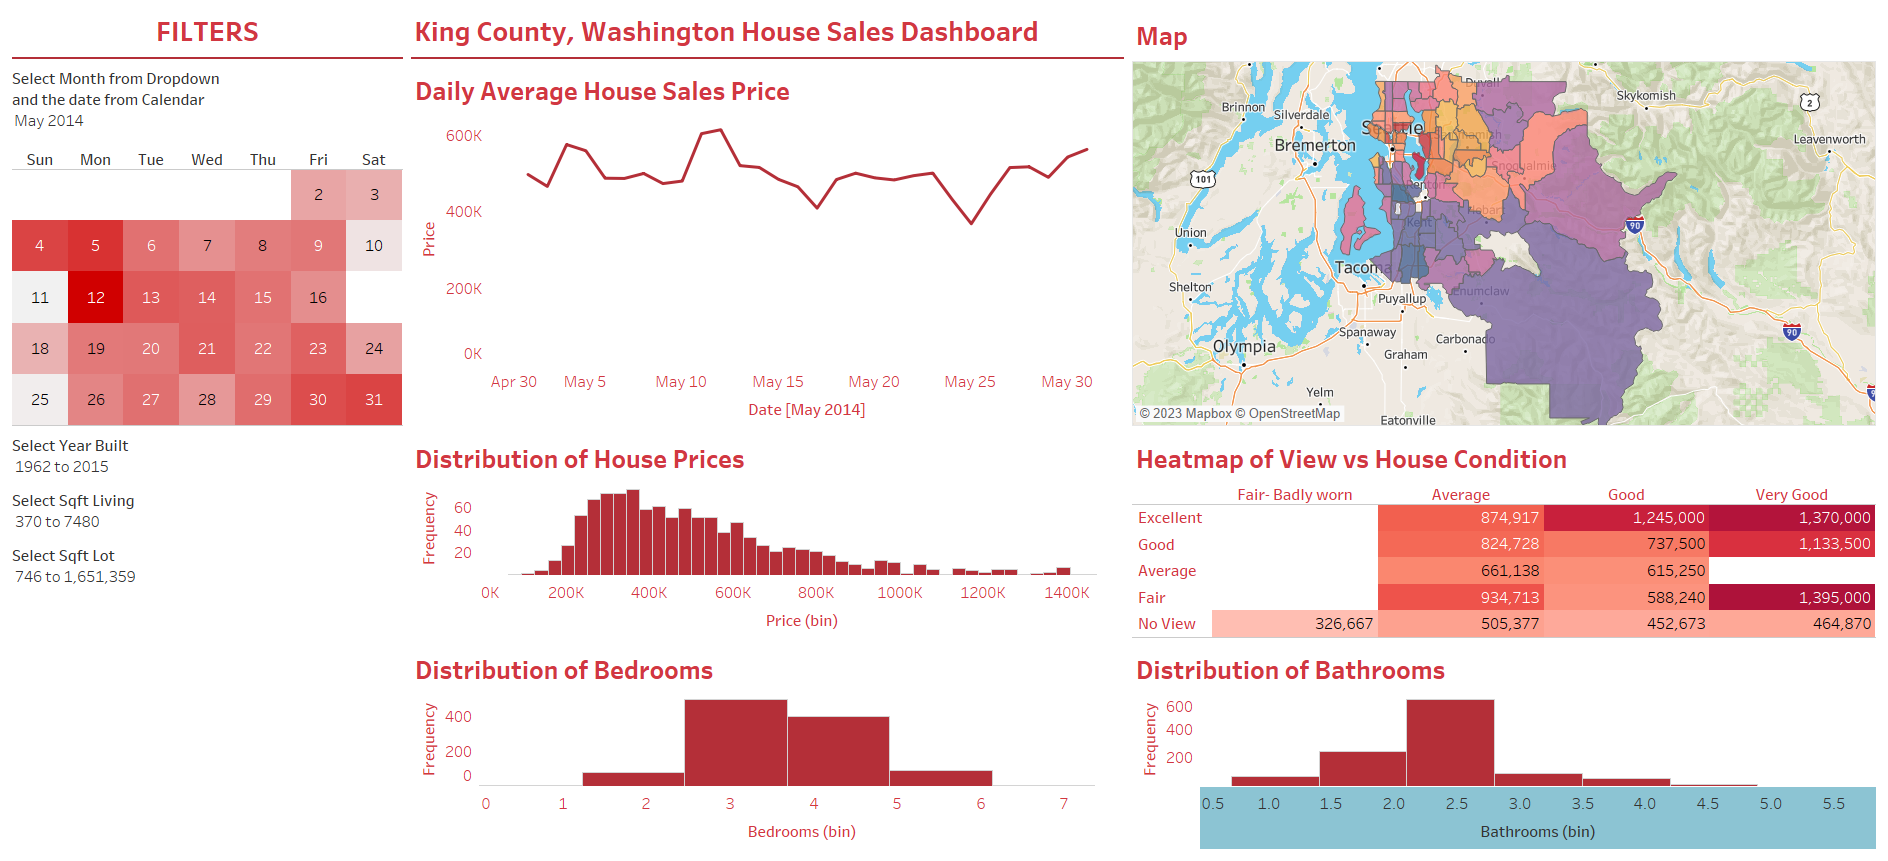 FILTERS
Select Month from Dropdown
and the date from Calendar
May 2014
Sun Mon Tue Wed Thu Fri Sat
2 3
4 5 6 7 8 9 10
11 12 13 14 15 16
18 19 20 21 22 23 24
25 26 27 28 29 30 31
Select Year Built
1962 to 2015
Select Sqft Living
370 to 7480
Select Sqft Lot
746 to 1,651,359
King County, Washington House Sales Dashboard
Daily Average House Sales Price
Price
600K
400K
200K
0K
Apr 30 May 5 May 10 May 15 May 20 May 25 May 30
Date [May 2014]
Distribution of House Prices
Frequency
60
40
20
0K 200K 400K 600K 800K 1000K 1200K 1400K
Price (bin)
Distribution of Bedrooms
Frequency
400
200
0
0 1 2 3 4 5 6 7
Bedrooms (bin)
Map
Duvall
Skykomish
2
Brinnon
Silverdale
Seattle
Sammamish
Leavenworth
Bremerton
Snoqualmie
101
Renton
Hobart
Kent
90
Union
Tacoma
Shelton
Enumclaw
Puyallup
Spanaway
90
Olympia
Carbonado
Graham
Yelm
Eatonville
© 2023 Mapbox © OpenStreetMap
Heatmap of View vs House Condition
Fair- Badly worn Average Good Very Good
Excellent 874,917 1,245,000 1,370,000
Good 824,728 737,500 1,133,500
Average 661,138 615,250
Fair 934,713 588,240 1,395,000
No View 326,667 505,377 452,673 464,870
Distribution of Bathrooms
Frequency
600
400
200
0.5 1.0 1.5 2.0 2.5 3.0 3.5 4.0 4.5 5.0 5.5
Bathrooms (bin)